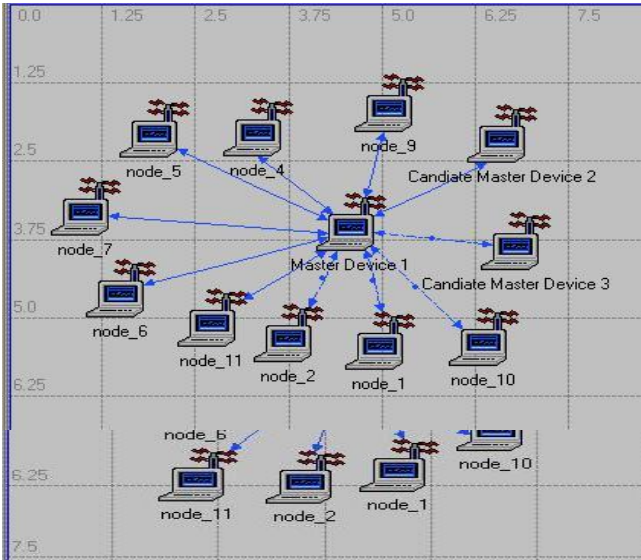 0.0 1.25 2.5 3.75 5.0 6.25 7.5
1.25
node_9
2.5
node_5
node_4
Candiate Master Device 2
3.75
node_7
Master Device 1
Candiate Master Device 3
5.0
node_6
node_11
node_2
node_1
node_10
6.25
node_6
node_10
6.25
node_11
node_2
node_1
7.5